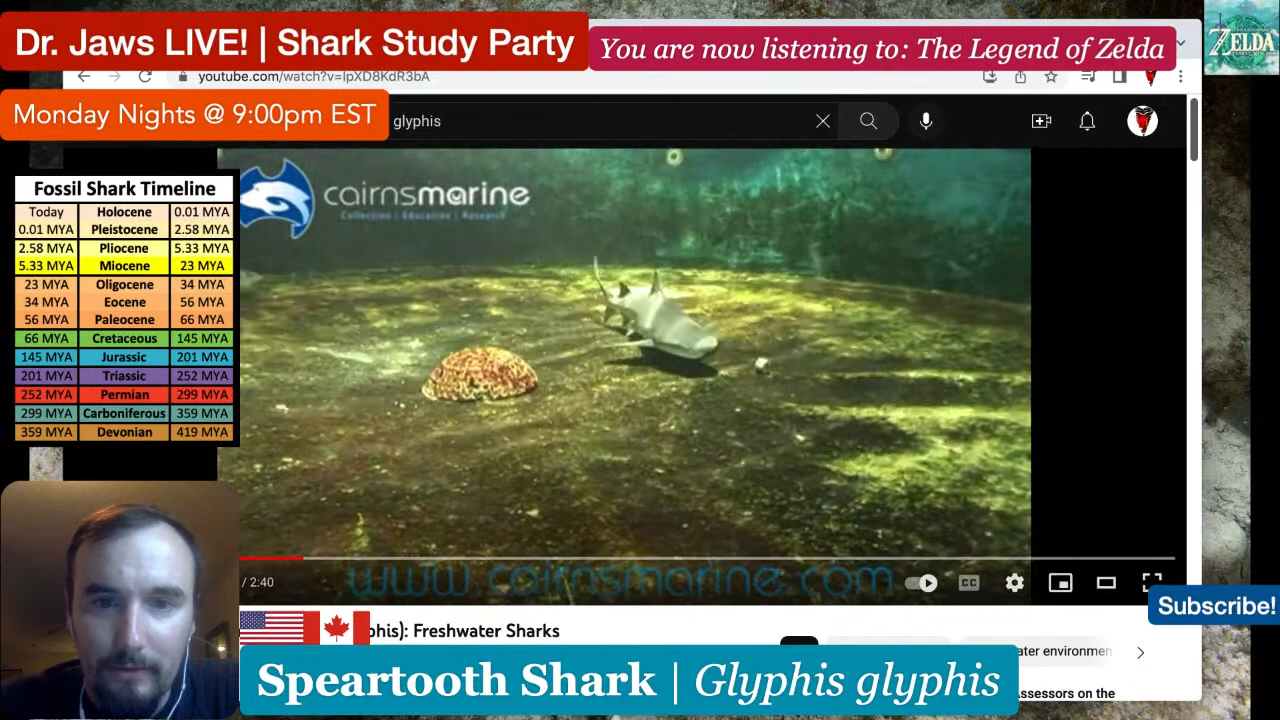 Dr. Jaws LIVE! | Shark Study Party
You are now listening to: The Legend of Zelda
ZELDA
youtube.com/watch?v=lpXD8KdR3bA
Monday Nights @ 9:00pm EST
glyphis
cairnsmarine
Collection | Education | Research
Fossil Shark Timeline
Today Holocene 0.01 MYA
0.01 MYA Pleistocene 2.58 MYA
2.58 MYA Pliocene 5.33 MYA
5.33 MYA Miocene 23 MYA
23 MYA Oligocene 34 MYA
34 MYA Eocene 56 MYA
56 MYA Paleocene 66 MYA
66 MYA Cretaceous 145 MYA
145 MYA Jurassic 201 MYA
201 MYA Triassic 252 MYA
252 MYA Permian 299 MYA
299 MYA Carboniferous 359 MYA
359 MYA Devonian 419 MYA
www.cairnsmarine.com
/ 2:40
CC
Subscribe!
phis): Freshwater Sharks
ater environmen
Speartooth Shark | Glyphis glyphis
Assessors on the